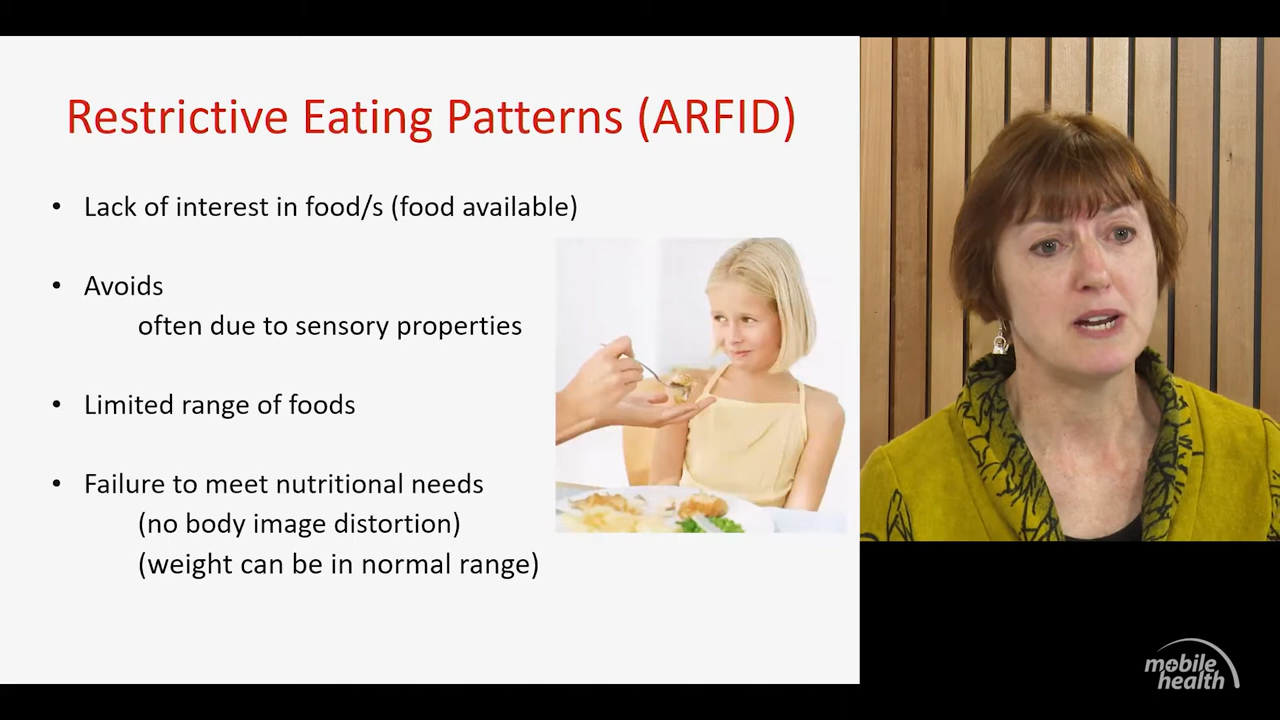 Restrictive Eating Patterns (ARFID)
• Lack of interest in food/s (food available)
• Avoids
often due to sensory properties
• Limited range of foods
• Failure to meet nutritional needs
(no body image distortion)
(weight can be in normal range)
mobile
health